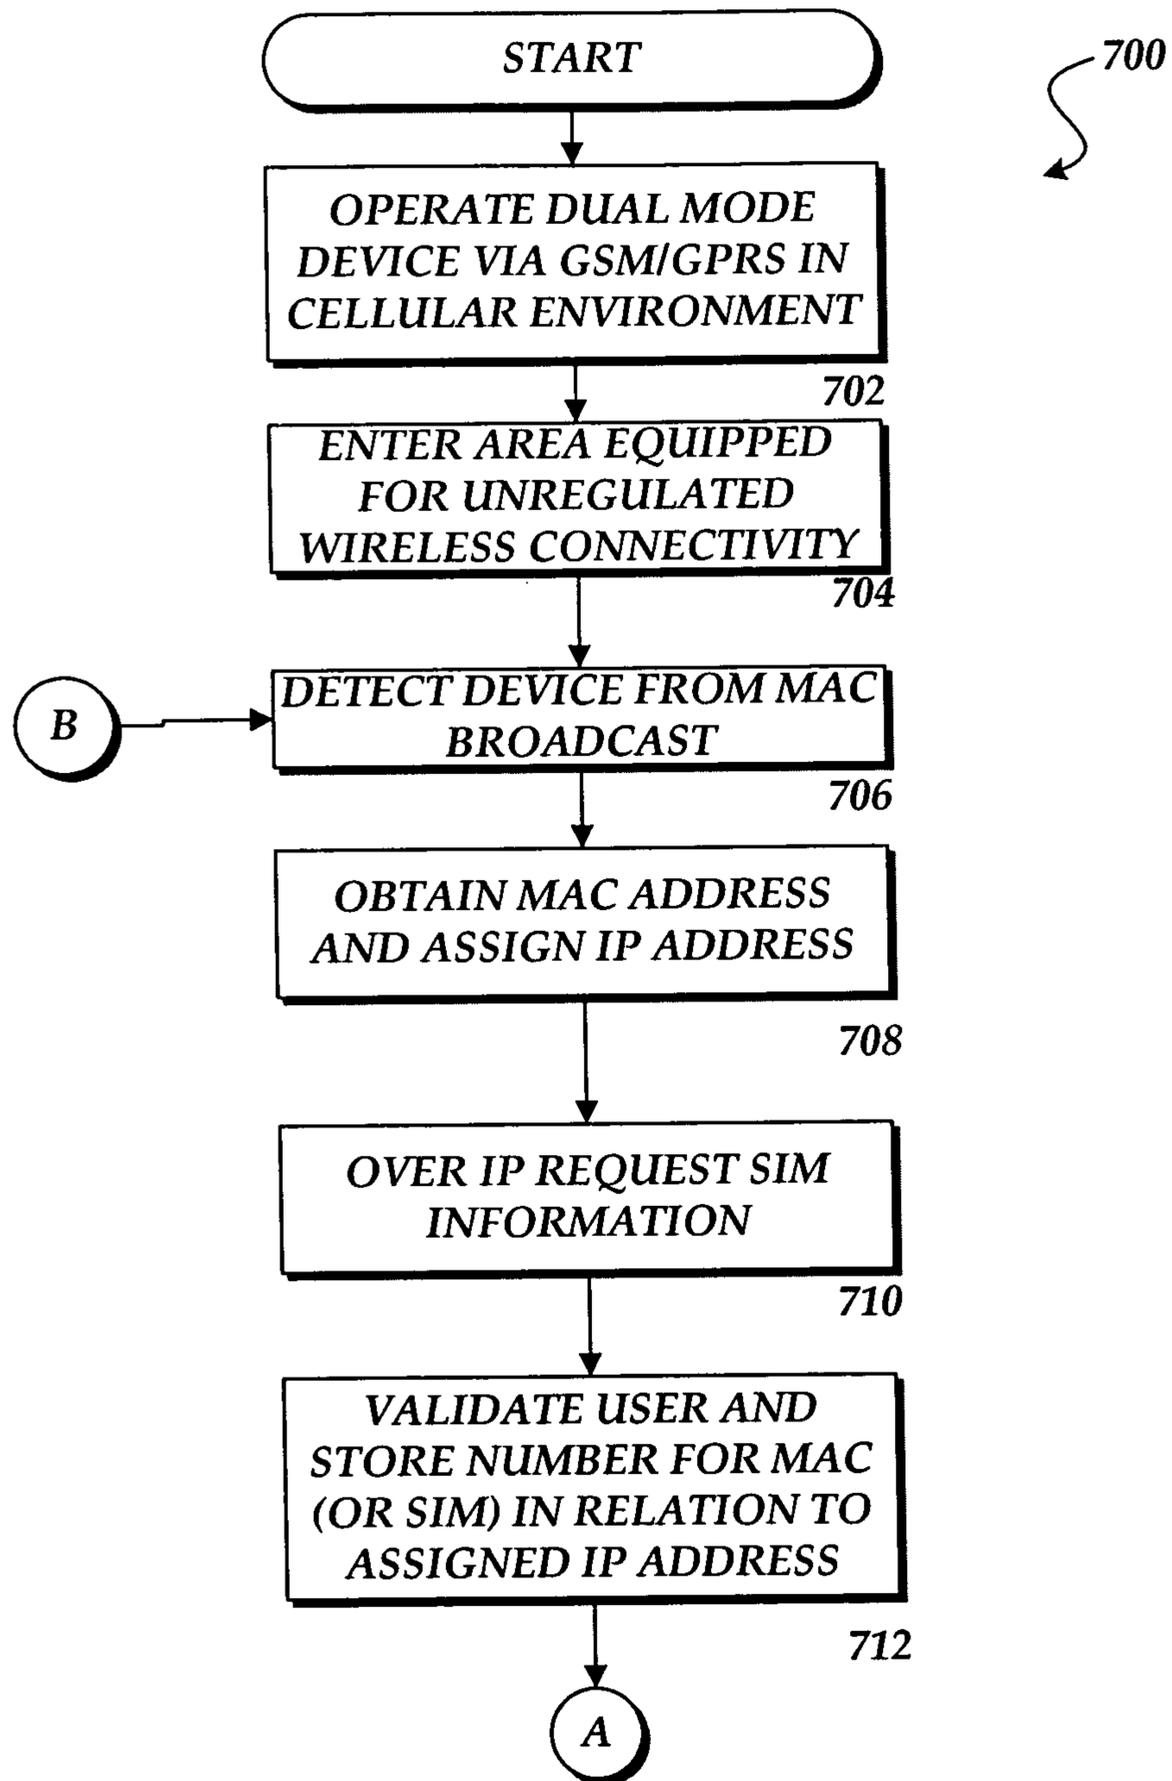 START
700
OPERATE DUAL MODE
DEVICE VIA GSM/GPRS IN
CELLULAR ENVIRONMENT
702
ENTER AREA EQUIPPED
FOR UNREGULATED
WIRELESS CONNECTIVITY
704
DETECT DEVICE FROM MAC
BROADCAST
B
706
OBTAIN MAC ADDRESS
AND ASSIGN IP ADDRESS
708
OVER IP REQUEST SIM
INFORMATION
710
VALIDATE USER AND
STORE NUMBER FOR MAC
(OR SIM) IN RELATION TO
ASSIGNED IP ADDRESS
712
A